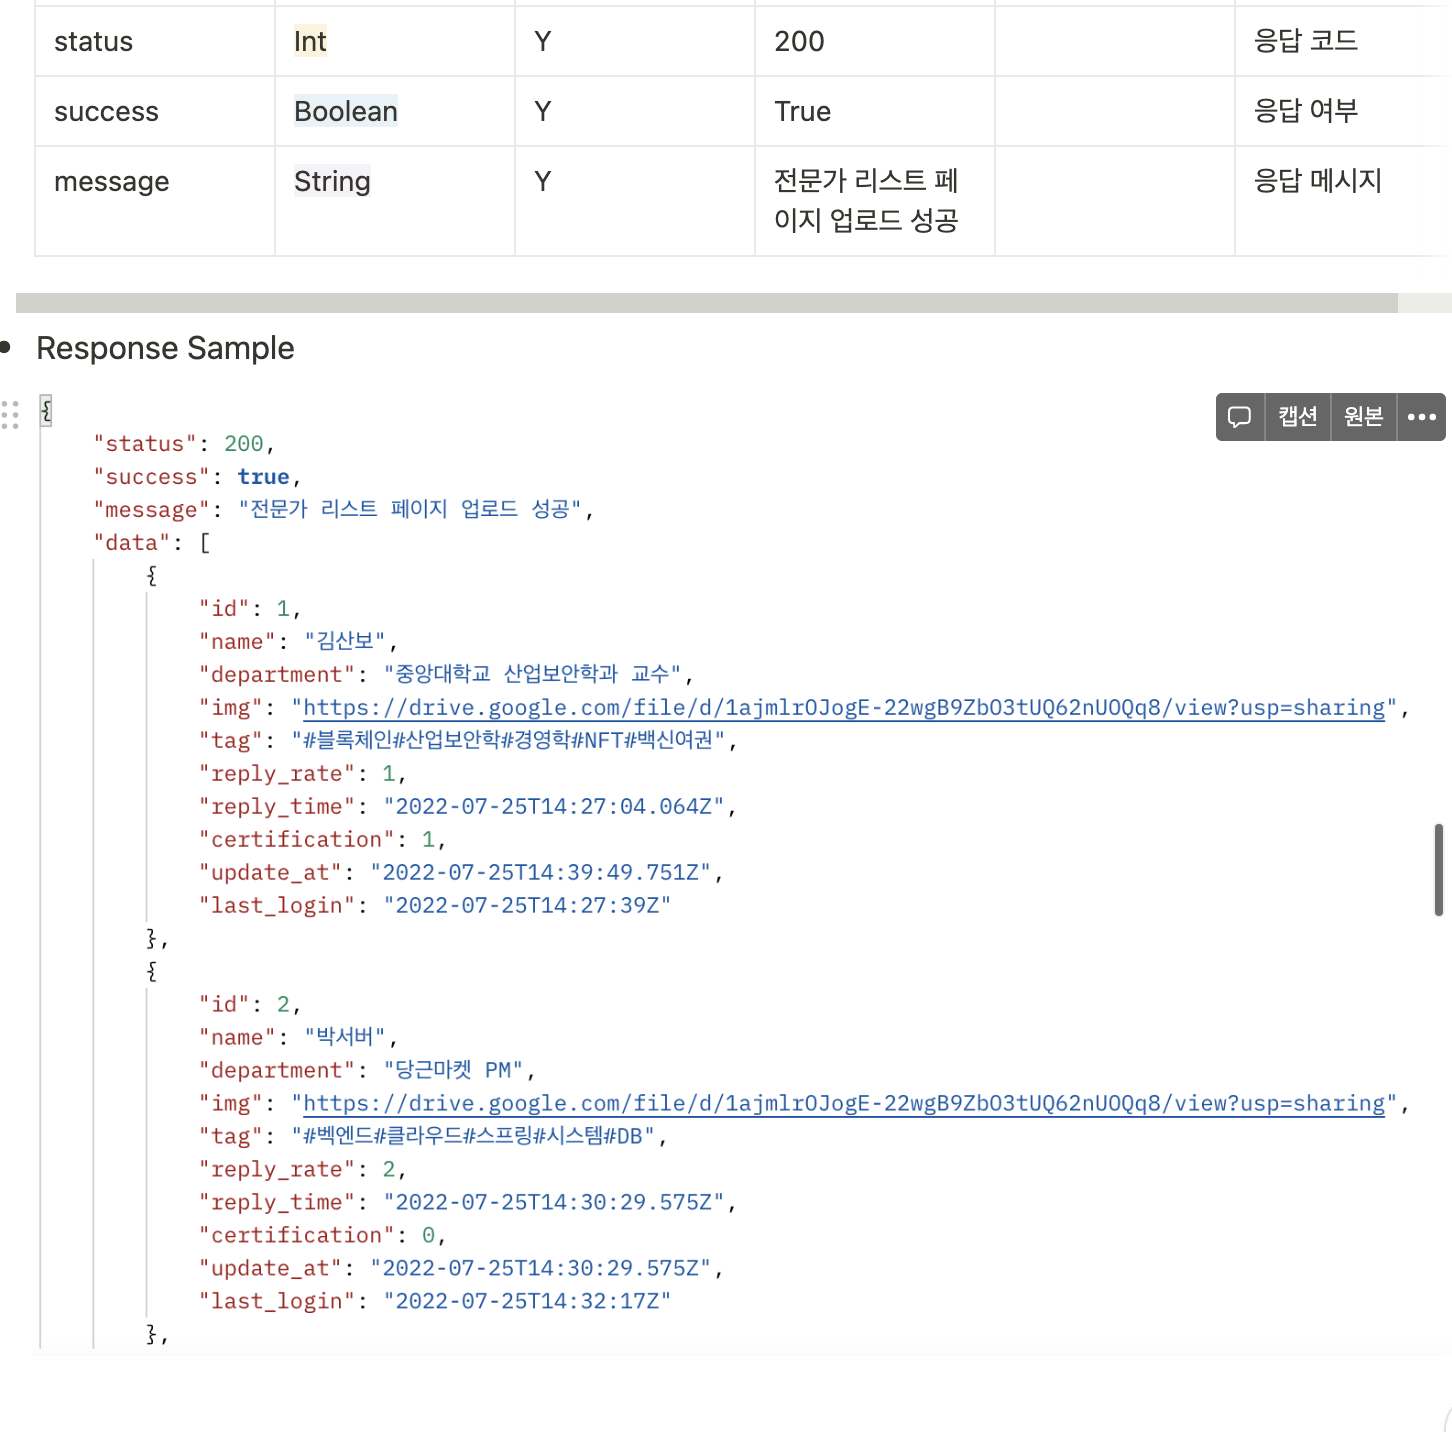 status Int Y 200 응답 코드
success Boolean Y True 응답 여부
message String Y 전문가 리스트 페 응답 메시지
이지 업로드 성공
• Response Sample
캡션 원본 •••
{
"status": 200,
"success": true,
"message": "전문가 리스트 페이지 업로드 성공",
"data": [
{
"id": 1,
"name": "김산보",
"department": "중앙대학교 산업보안학과 교수",
"img": "https://drive.google.com/file/d/1ajmlrOJogE-22wgB9ZbO3tUQ62nUOQq8/view?usp=sharing",
"tag": "#블록체인#산업보안학#경영학#NFT#백신여권",
"reply_rate": 1,
"reply_time": "2022-07-25T14:27:04.064Z",
"certification": 1,
"update_at": "2022-07-25T14:39:49.751Z",
"last_login": "2022-07-25T14:27:39Z"
},
{
"id": 2,
"name": "박서버",
"department": "당근마켓 PM",
"img": "https://drive.google.com/file/d/1ajmlrOJogE-22wgB9ZbO3tUQ62nUOQq8/view?usp=sharing",
"tag": "#벡엔드#클라우드#스프링#시스템#DB",
"reply_rate": 2,
"reply_time": "2022-07-25T14:30:29.575Z",
"certification": 0,
"update_at": "2022-07-25T14:30:29.575Z",
"last_login": "2022-07-25T14:32:17Z"
},